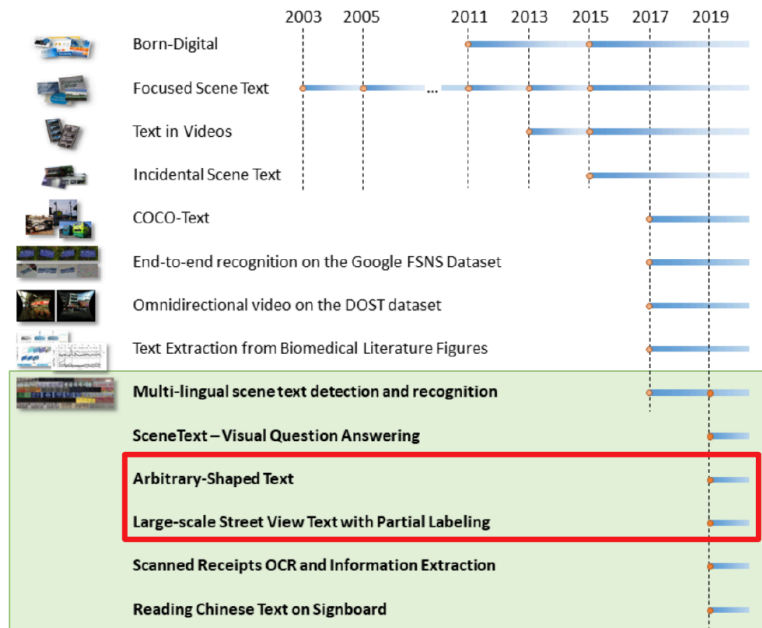 2003 2005 2011 2013 2015 2017 2019
Born-Digital
Focused Scene Text ...
Text in Videos
Incidental Scene Text
COCO-Text
End-to-end recognition on the Google FSNS Dataset
Omnidirectional video on the DOST dataset
Text Extraction from Biomedical Literature Figures
Multi-lingual scene text detection and recognition
SceneText – Visual Question Answering
Arbitrary-Shaped Text
Large-scale Street View Text with Partial Labeling
Scanned Receipts OCR and Information Extraction
Reading Chinese Text on Signboard